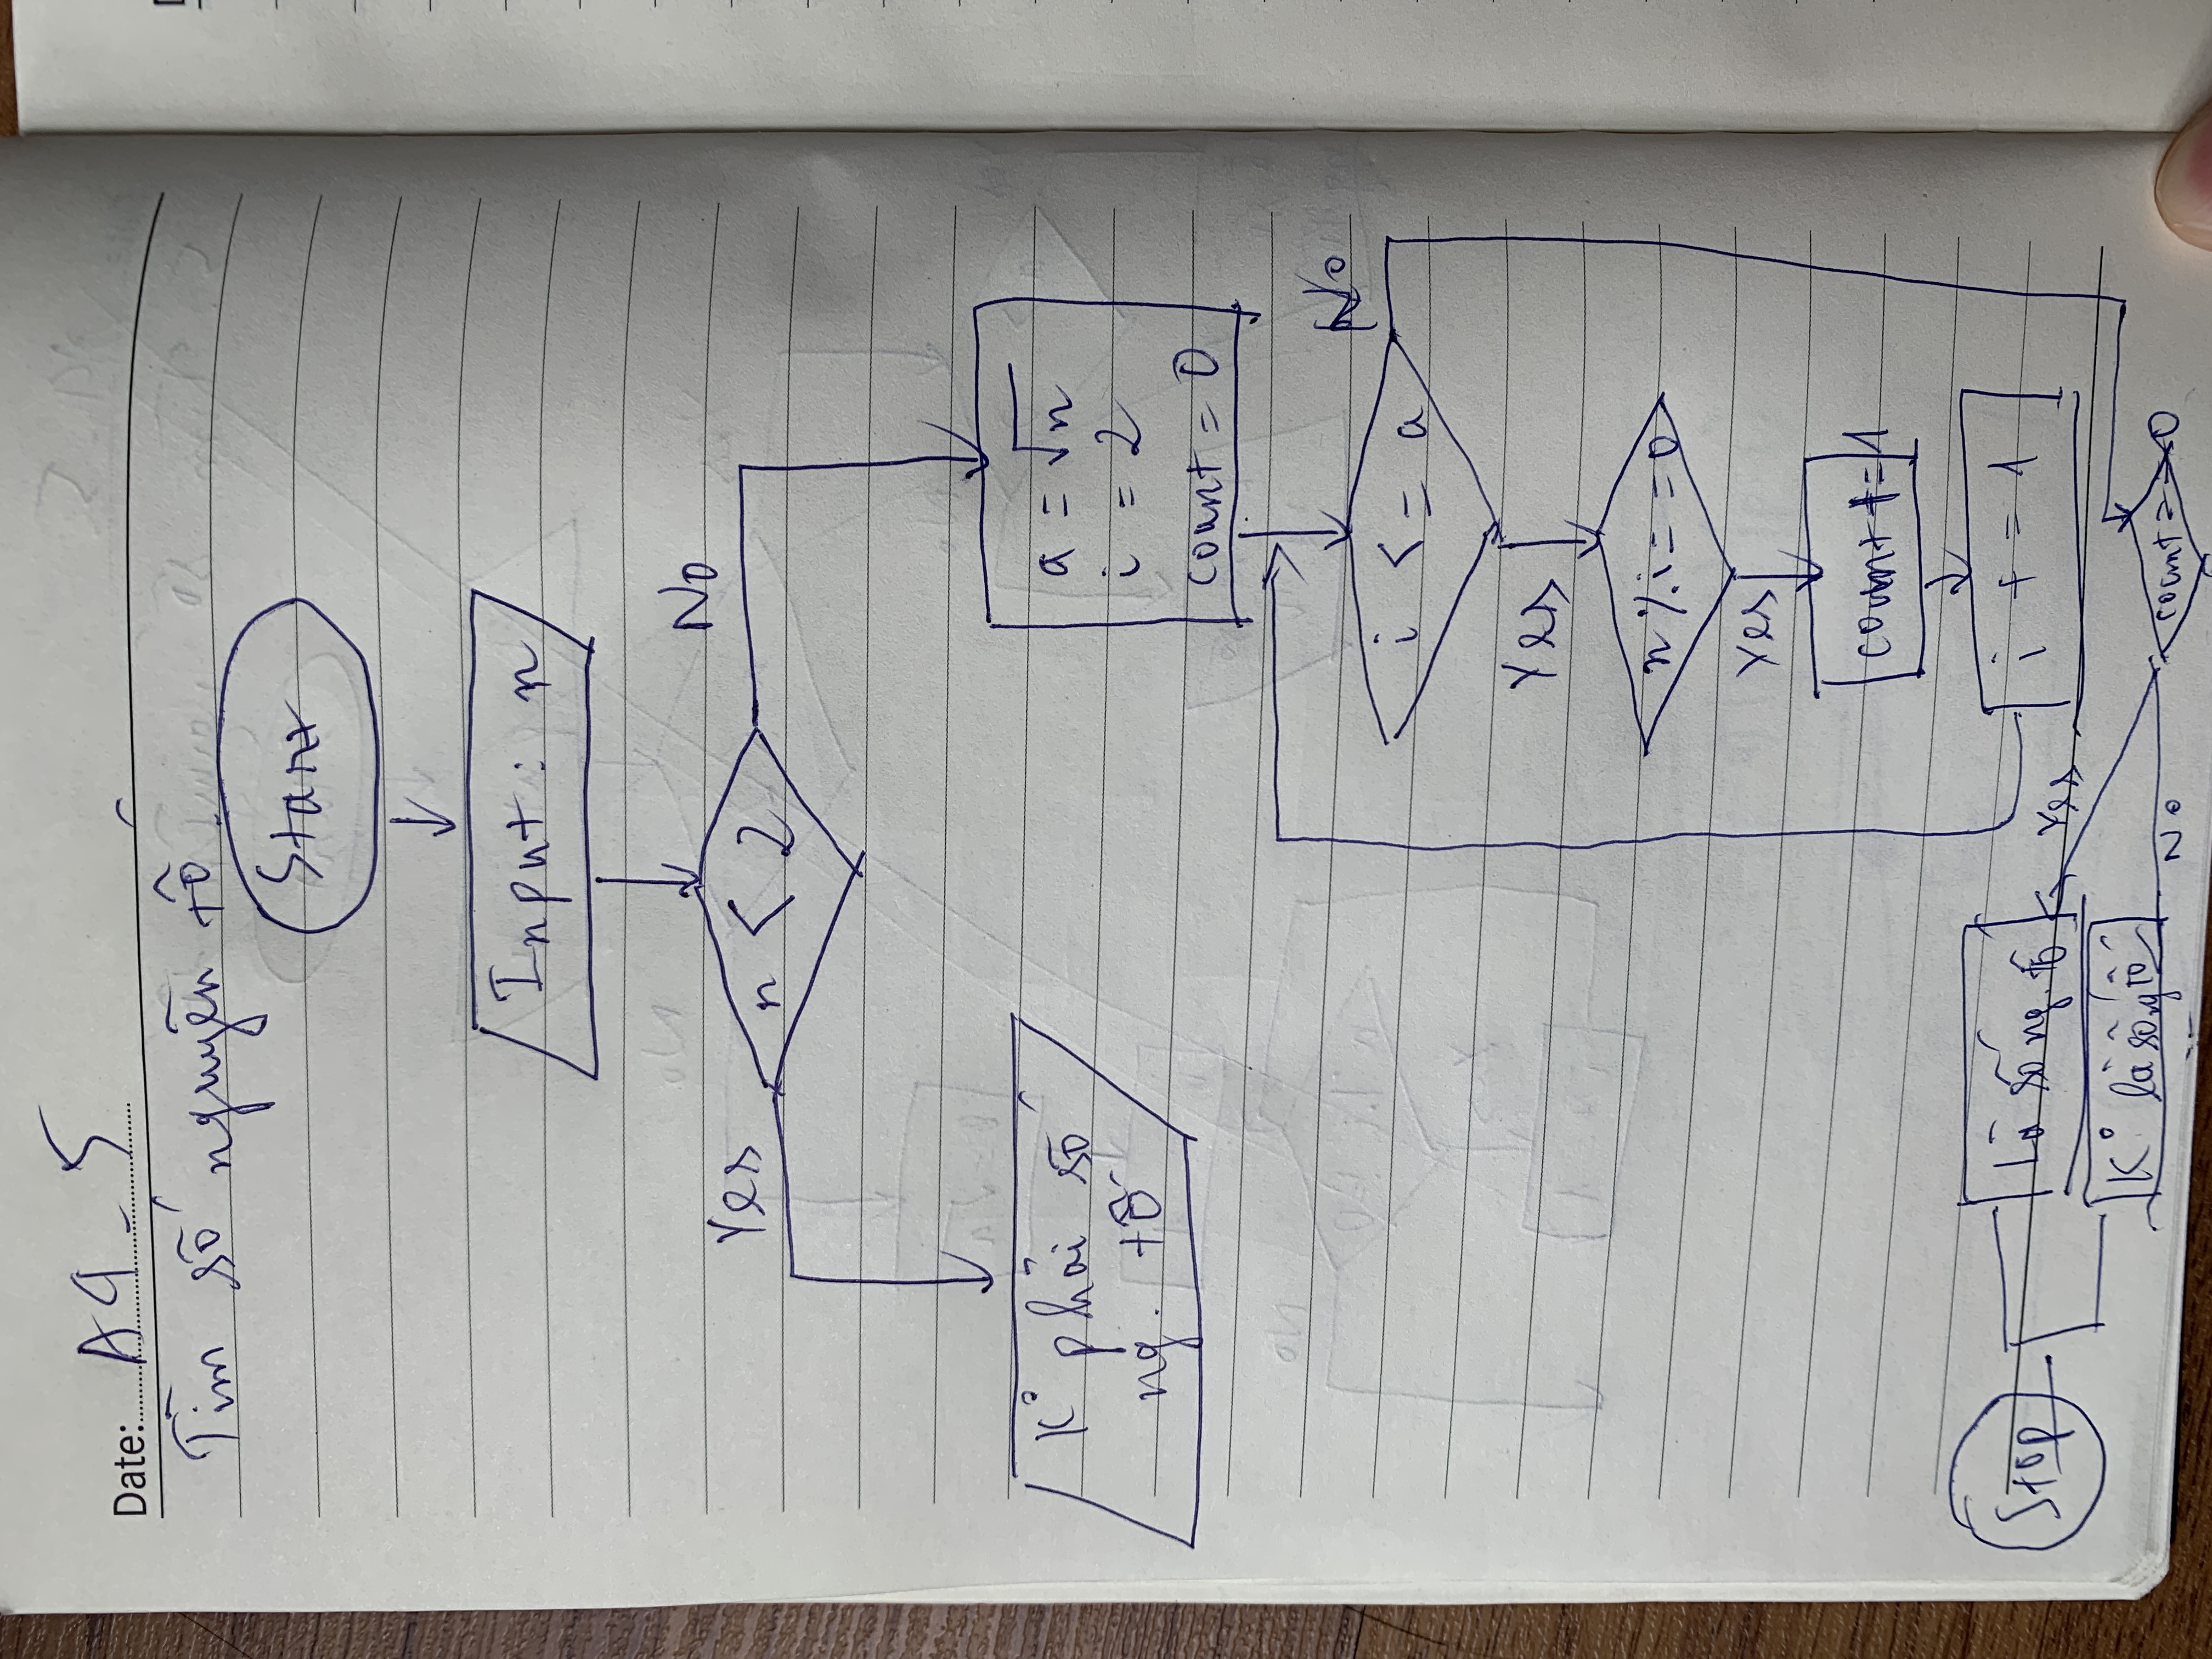 Date: A9_5
Tìm số nguyên tố.
Start
Input : n
n < 2
Yes
No
K° phải số
ng. tố
a = √n
i = 2
count = 0
i <= a
No
Yes
n % i == 0
Yes
count += 1
i += 1
Stop
Là số ng. tố
Yes
K° là số ng tố
No
count == 0